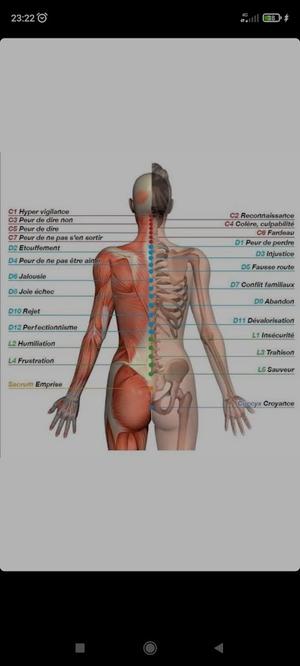 23:22
C1 Hyper vigilance
C3 Peur de dire non
C5 Peur de dire
C7 Peur de ne pas s'en sortir
D2 Etouffement
D4 Peur de ne pas être aimé
D6 Jalousie
D8 Joie échec
D10 Rejet
D12 Perfectionnisme
L2 Humiliation
L4 Frustration
Sacrum Emprise
C2 Reconnaissance
C4 Colère, culpabilité
C6 Fardeau
D1 Peur de perdre
D3 Injustice
D5 Fausse route
D7 Conflit familiaux
D9 Abandon
D11 Dévalorisation
L1 Insécurité
L3 Trahison
L5 Sauveur
Coccyx Croyance